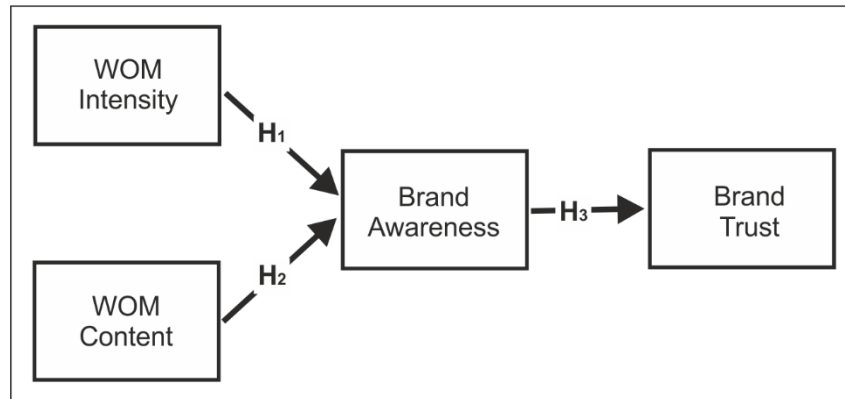 WOM
Intensity
H₁
Brand
Awareness
H₃
Brand
Trust
H₂
WOM
Content